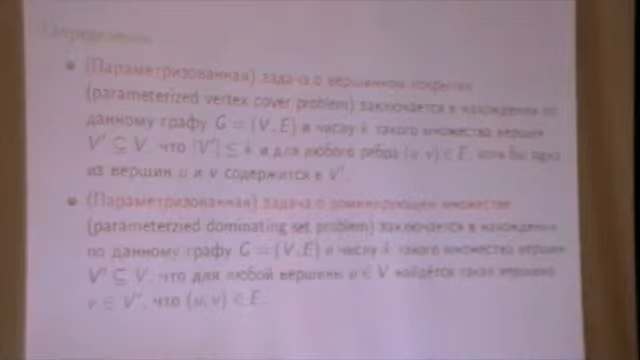 Определения
(Параметризованная) задача о вершинном покрытии
(parameterized vertex cover problem) заключается в нахождении по
данному графу G = (V, E) и числу k такого множества вершин
V' ⊆ V, что |V'| ≤ k и для любого ребра (u, v) ∈ E, хотя бы одна
из вершин u и v содержится в V'.
(Параметризованная) задача о доминирующем множестве
(parameterzied dominating set problem) заключается в нахождении
по данному графу G = (V, E) и числу k такого множества вершин
V' ⊆ V, что для любой вершины u ∈ V найдётся такая вершина
v ∈ V', что (u, v) ∈ E.